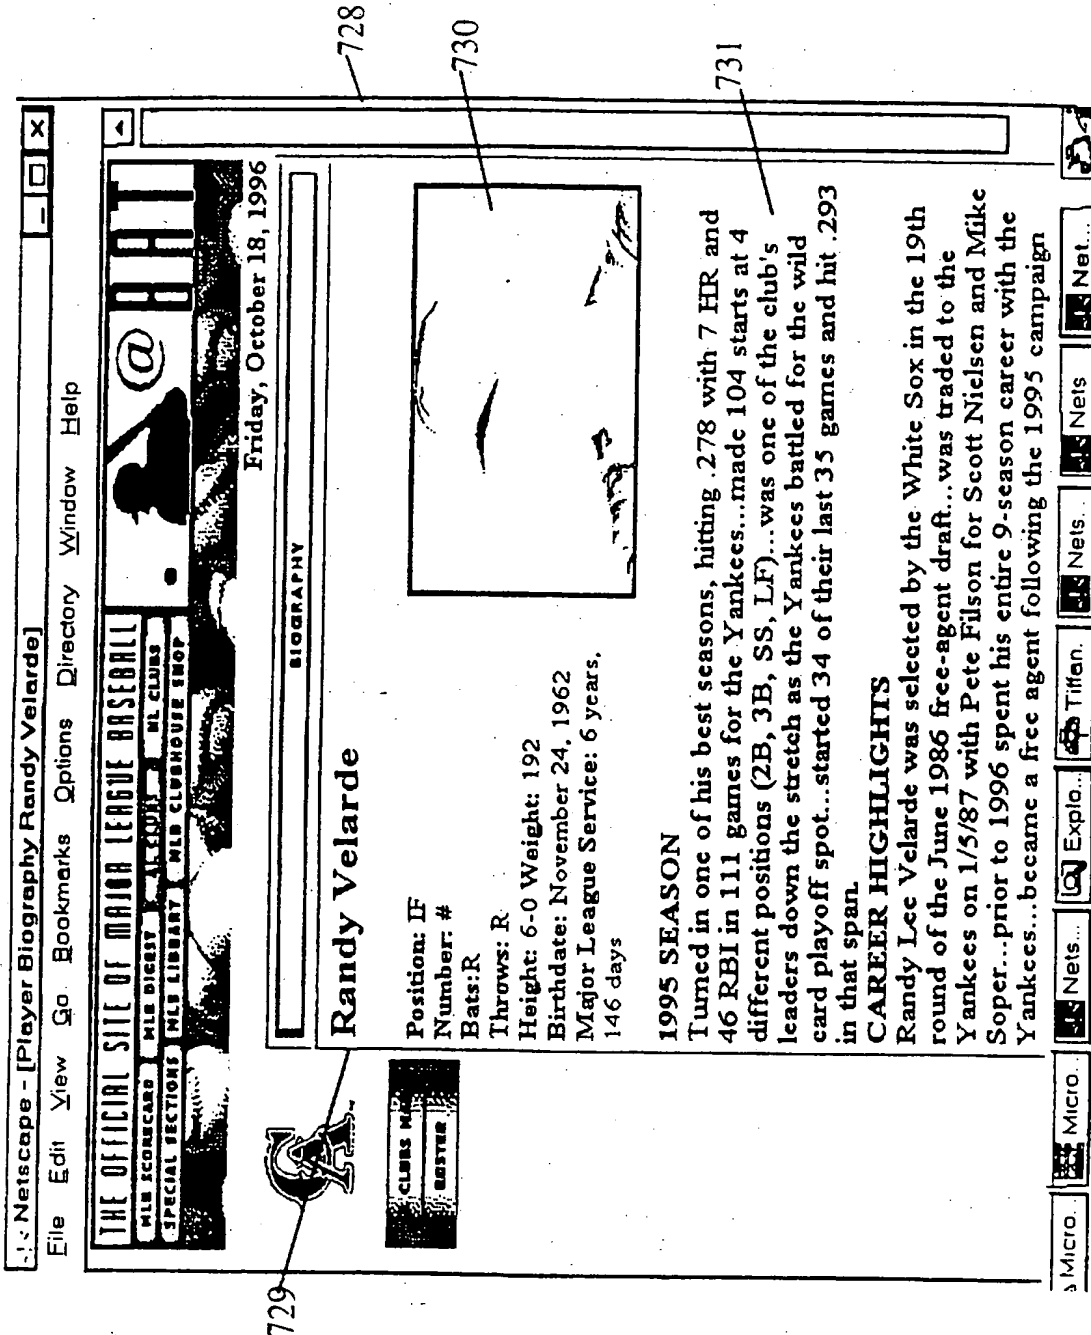 Netscape - [Player Biography Randy Velarde]
File Edit View Go Bookmarks Options Directory Window Help
THE OFFICIAL SITE OF MAJOR LEAGUE BASEBALL
MLB SCORECARD MLB DIGEST AL CLUBS NL CLUBS
SPECIAL SECTIONS MLB LIBRARY MLB CLUBHOUSE SHOP
@BAT
Friday, October 18, 1996
BIOGRAPHY
CA
CLUBS
ROSTER
Randy Velarde
Position: IF
Number: #
Bats:R
Throws: R
Height: 6-0 Weight: 192
Birthdate: November 24, 1962
Major League Service: 6 years,
146 days
1995 SEASON
Turned in one of his best seasons, hitting .278 with 7 HR and
46 RBI in 111 games for the Yankees...made 104 starts at 4
different positions (2B, 3B, SS, LF)...was one of the club's
leaders down the stretch as the Yankees battled for the wild
card playoff spot...started 34 of their last 35 games and hit .293
in that span.
CAREER HIGHLIGHTS
Randy Lee Velarde was selected by the White Sox in the 19th
round of the June 1986 free-agent draft...was traded to the
Yankees on 1/5/87 with Pete Filson for Scott Nielsen and Mike
Soper...prior to 1996 spent his entire 9-season career with the
Yankees...became a free agent following the 1995 campaign
Micro. Micro.. Nets... Explo.. Tiffan. Nets.. Nets Net...
728
729
730
731